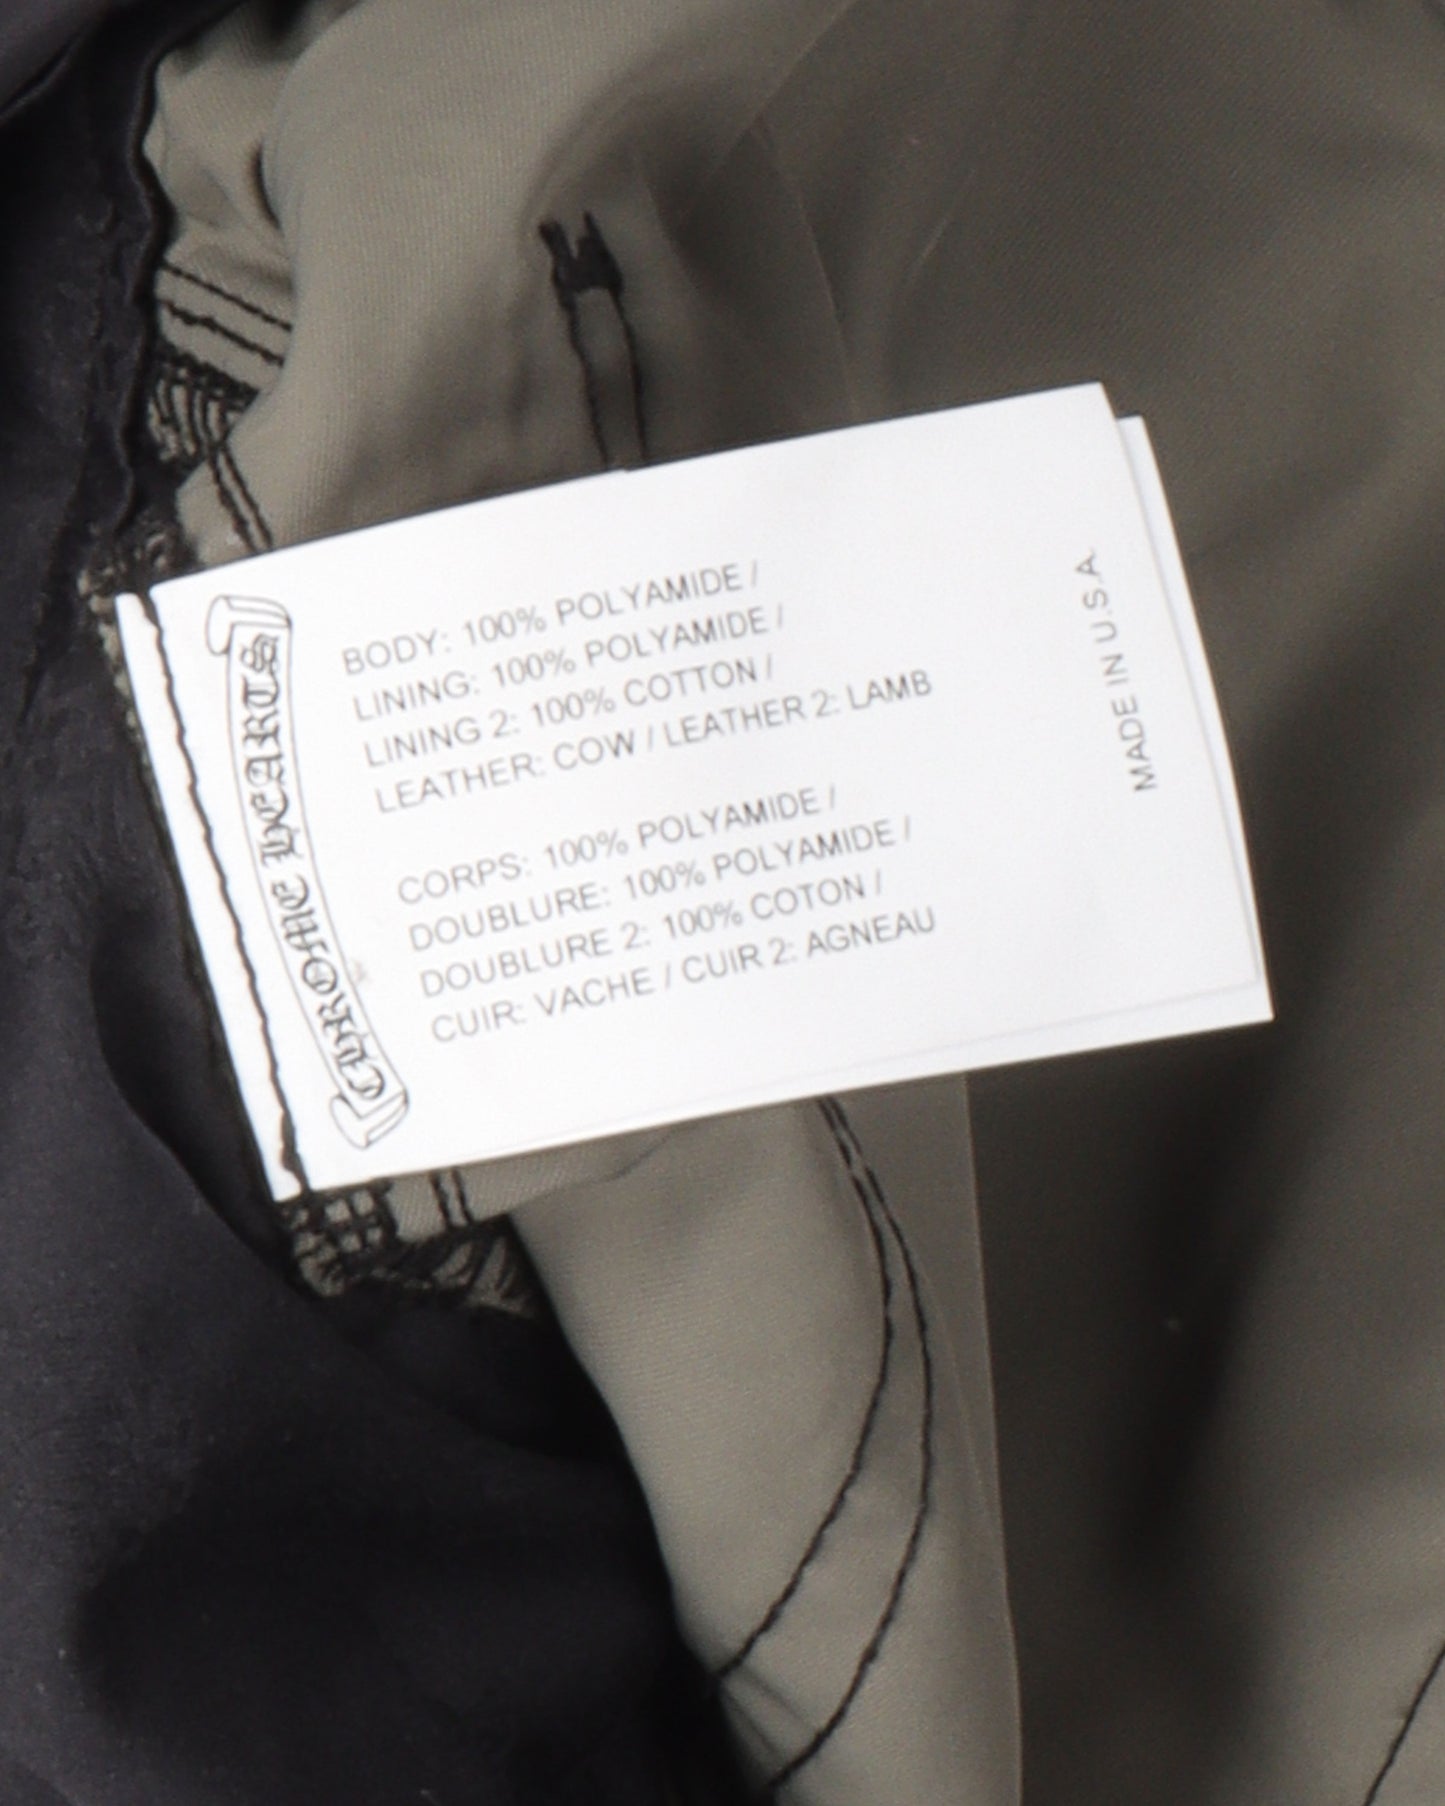 CHROME HEARTS
BODY: 100% POLYAMIDE /
LINING: 100% POLYAMIDE /
LINING 2: 100% COTTON /
LEATHER: COW / LEATHER 2: LAMB
CORPS: 100% POLYAMIDE /
DOUBLURE: 100% POLYAMIDE /
DOUBLURE 2: 100% COTON /
CUIR: VACHE / CUIR 2: AGNEAU
MADE IN U.S.A.